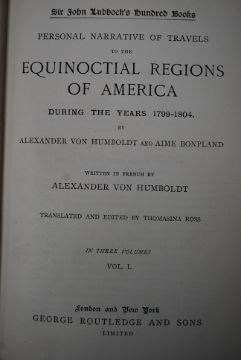 Sir John Lubbock's Hundred Books
PERSONAL NARRATIVE OF TRAVELS
TO THE
EQUINOCTIAL REGIONS
OF AMERICA
DURING THE YEARS 1799-1804.
BY
ALEXANDER VON HUMBOLDT AND AIME BONPLAND
WRITTEN IN FRENCH BY
ALEXANDER VON HUMBOLDT
TRANSLATED AND EDITED BY THOMASINA ROSS
IN THREE VOLUMES
VOL. I.
London and New York
GEORGE ROUTLEDGE AND SONS
LIMITED